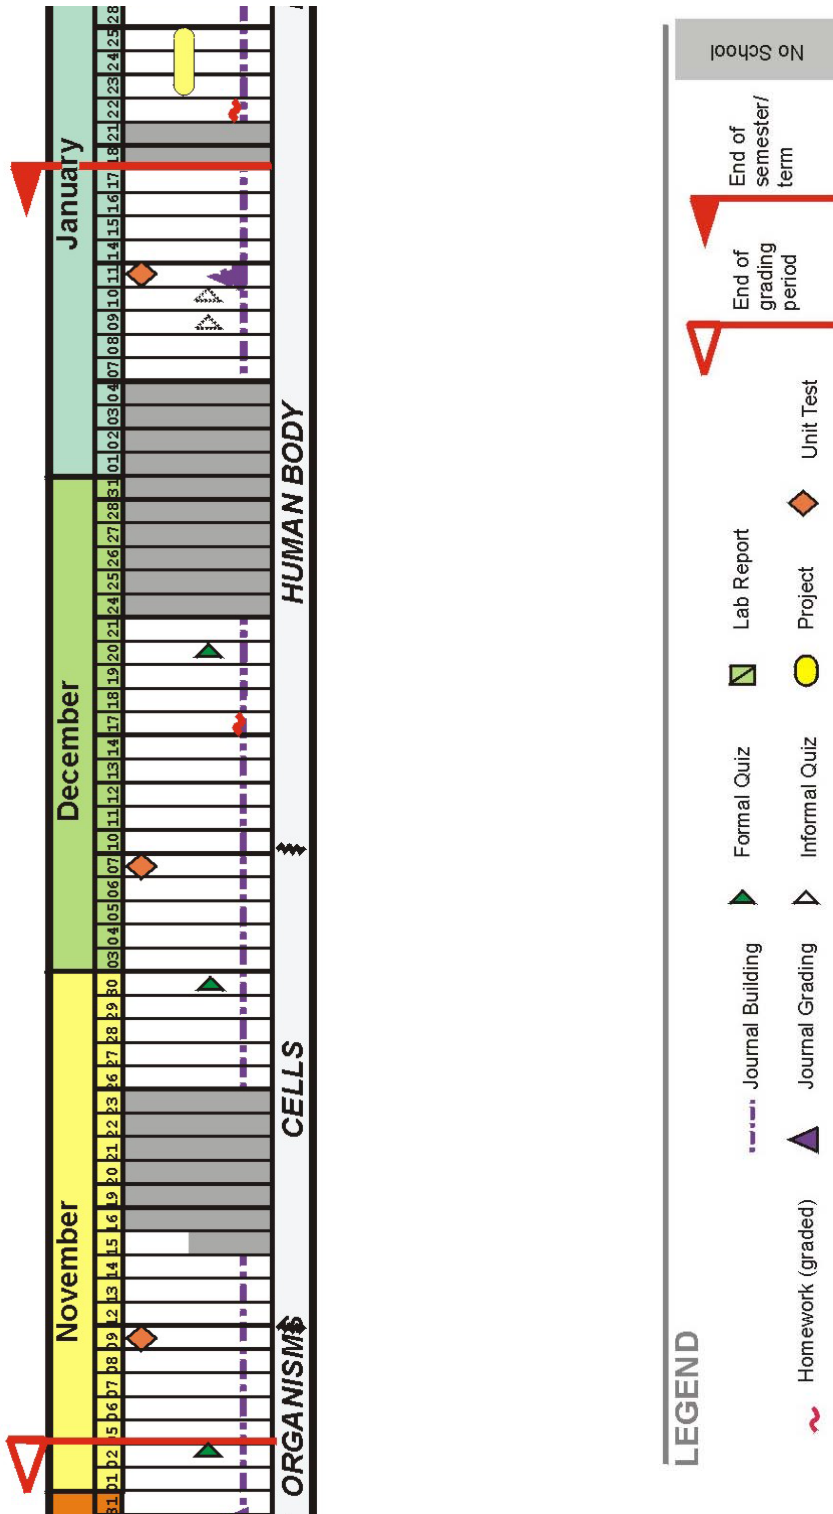 November
December
January
31 01 02 05 06 07 08 09 12 13 14 15 16 19 20 21 22 23 26 27 28 29 30 03 04 05 06 07 10 11 12 13 14 17 18 19 20 21 24 25 26 27 28 31 01 02 03 04 07 08 09 10 11 14 15 16 17 18 21 22 23 24 25 28
ORGANISMS
CELLS
HUMAN BODY
LEGEND
Journal Building
Formal Quiz
Lab Report
End of
grading
period
End of
semester/
term
No School
Homework (graded)
Journal Grading
Informal Quiz
Project
Unit Test